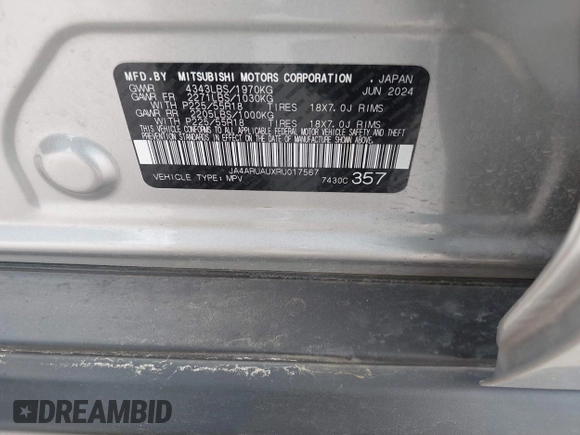 MFD.BY MITSUBISHI MOTORS CORPORATION . JAPAN
GVWR 4343LBS/1970KG JUN 2024
GAWR FR 2271LBS/1030KG
WITH P225/55R18 TIRES 18X7.0J RIMS
GAWR RR 2205LBS/1000KG
WITH P225/55R18 TIRES 18X7.0J RIMS
THIS VEHICLE CONFORMS TO ALL APPLICABLE FEDERAL MOTOR VEHICLE SAFETY AND THEFT
PREVENTION STANDARDS IN EFFECT ON THE DATE OF MANUFACTURE SHOWN ABOVE.
JA4ARUAUXRU017567
VEHICLE TYPE: MPV 7430C 357
DREAMBID